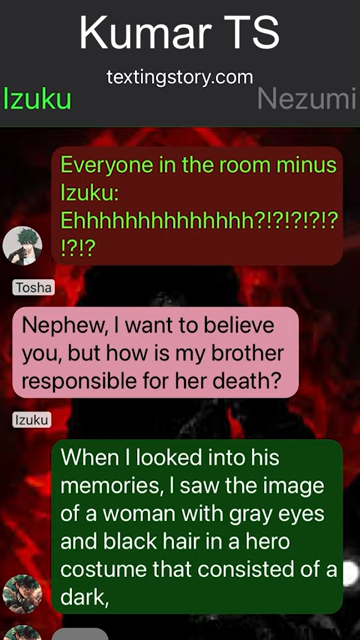 Kumar TS
textingstory.com
Izuku
Nezumi
Everyone in the room minus
Izuku:
Ehhhhhhhhhhhhhh?!?!?!?!?
!?!?
Tosha
Nephew, I want to believe
you, but how is my brother
responsible for her death?
Izuku
When I looked into his
memories, I saw the image
of a woman with gray eyes
and black hair in a hero
costume that consisted of a
dark,